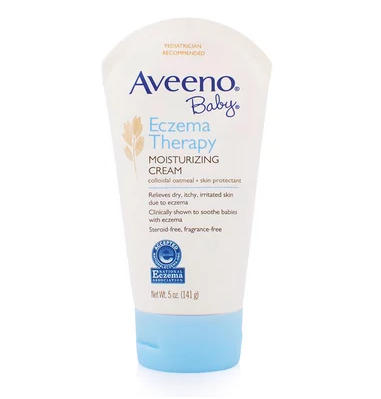 PEDIATRICIAN
RECOMMENDED
Aveeno®
Baby®
Eczema
Therapy
MOISTURIZING
CREAM
colloidal oatmeal • skin protectant
Relieves dry, itchy, irritated skin
due to eczema
Clinically shown to soothe babies
with eczema
Steroid-free, fragrance-free
ACCEPTED
NATIONAL
Eczema
ASSOCIATION
Net Wt. 5 oz. (141 g)